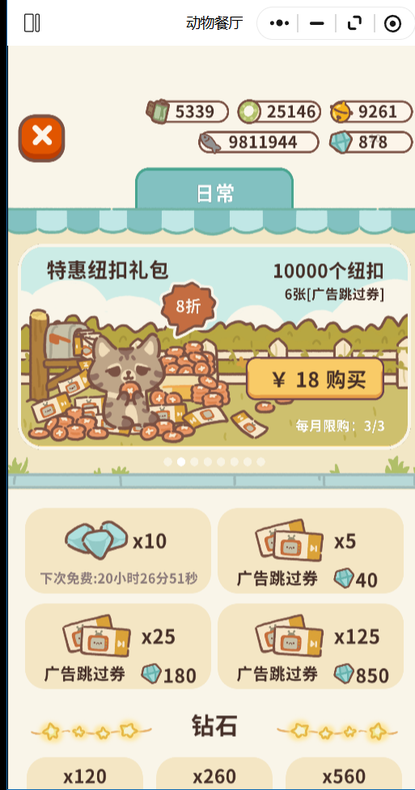 动物餐厅
5339 25146 9261
9811944 878
日常
特惠纽扣礼包
10000个纽扣
6张[广告跳过券]
8折
¥ 18 购买
每月限购：3/3
x10
下次免费:20小时26分51秒
x5
广告跳过券 40
x25
广告跳过券 180
x125
广告跳过券 850
钻石
x120 x260 x560